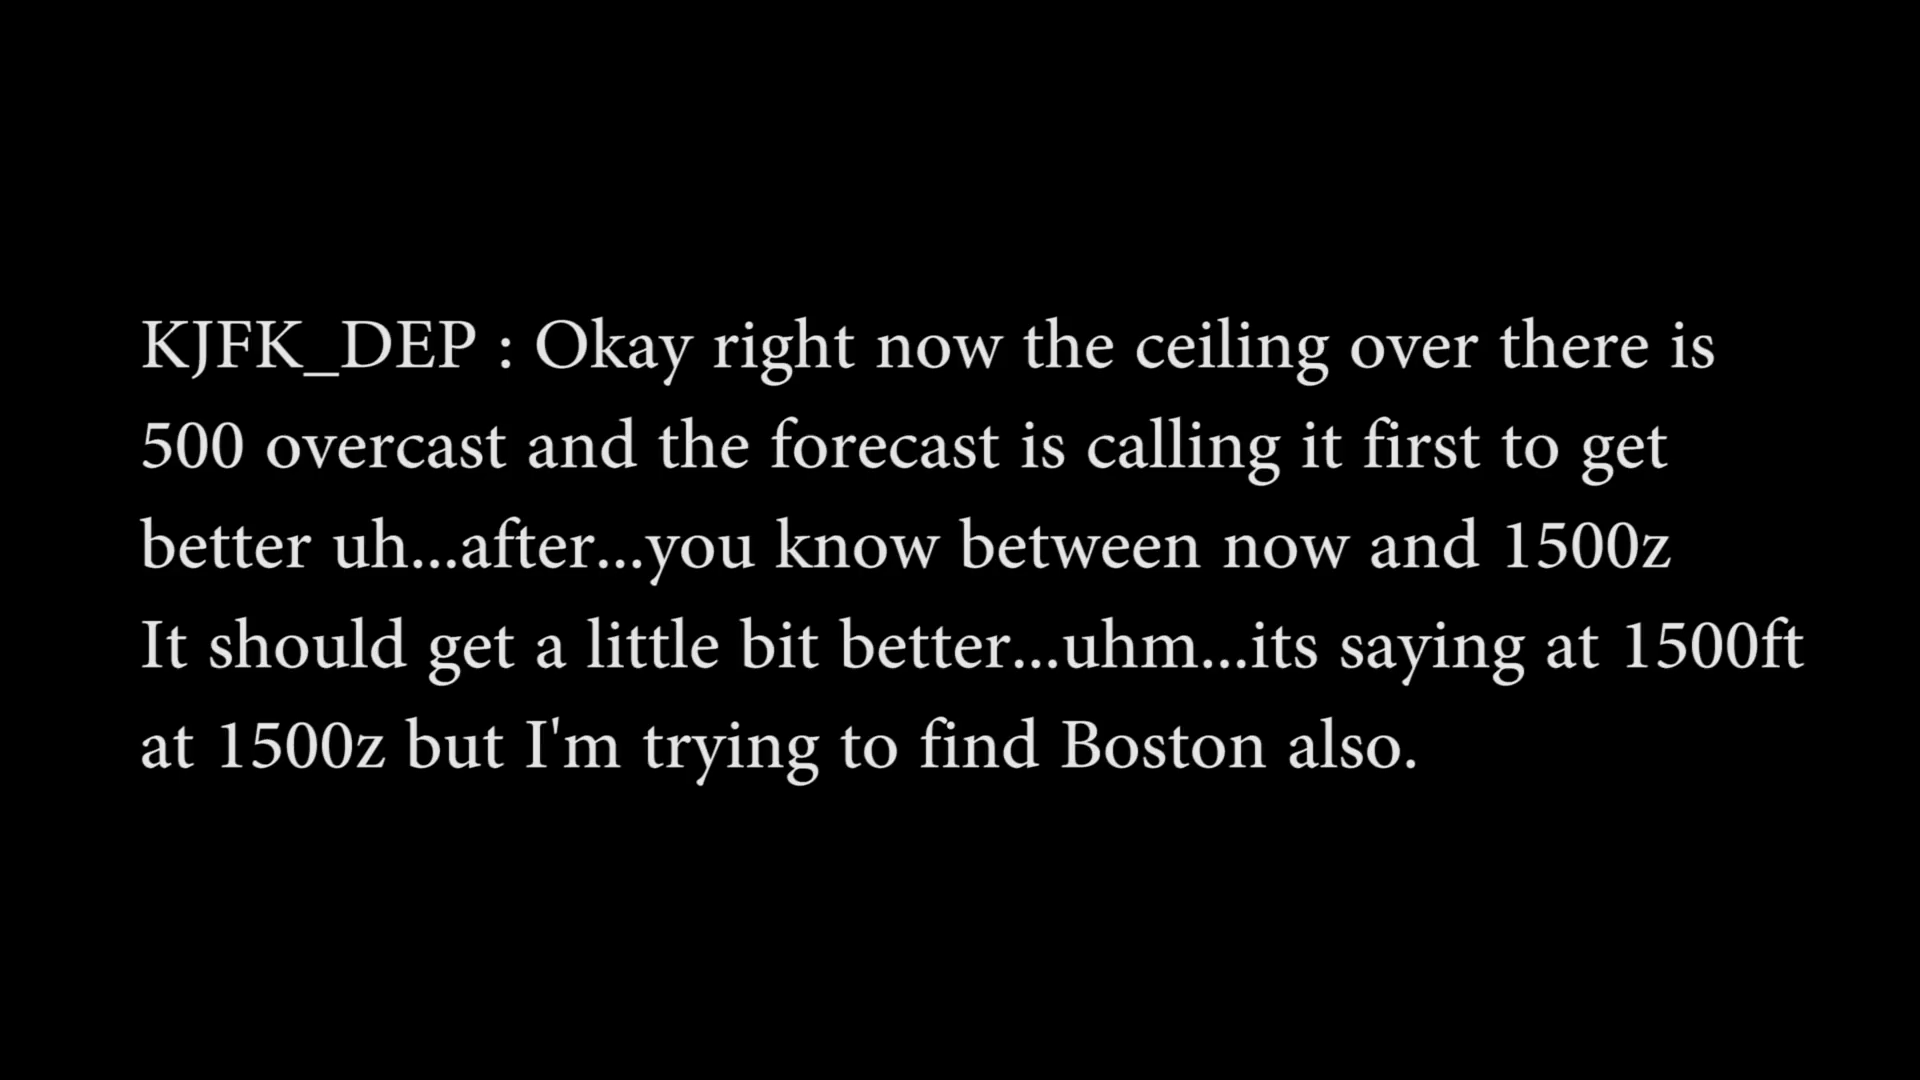 KJFK_DEP : Okay right now the ceiling over there is
500 overcast and the forecast is calling it first to get
better uh...after...you know between now and 1500z
It should get a little bit better...uhm...its saying at 1500ft
at 1500z but I'm trying to find Boston also.